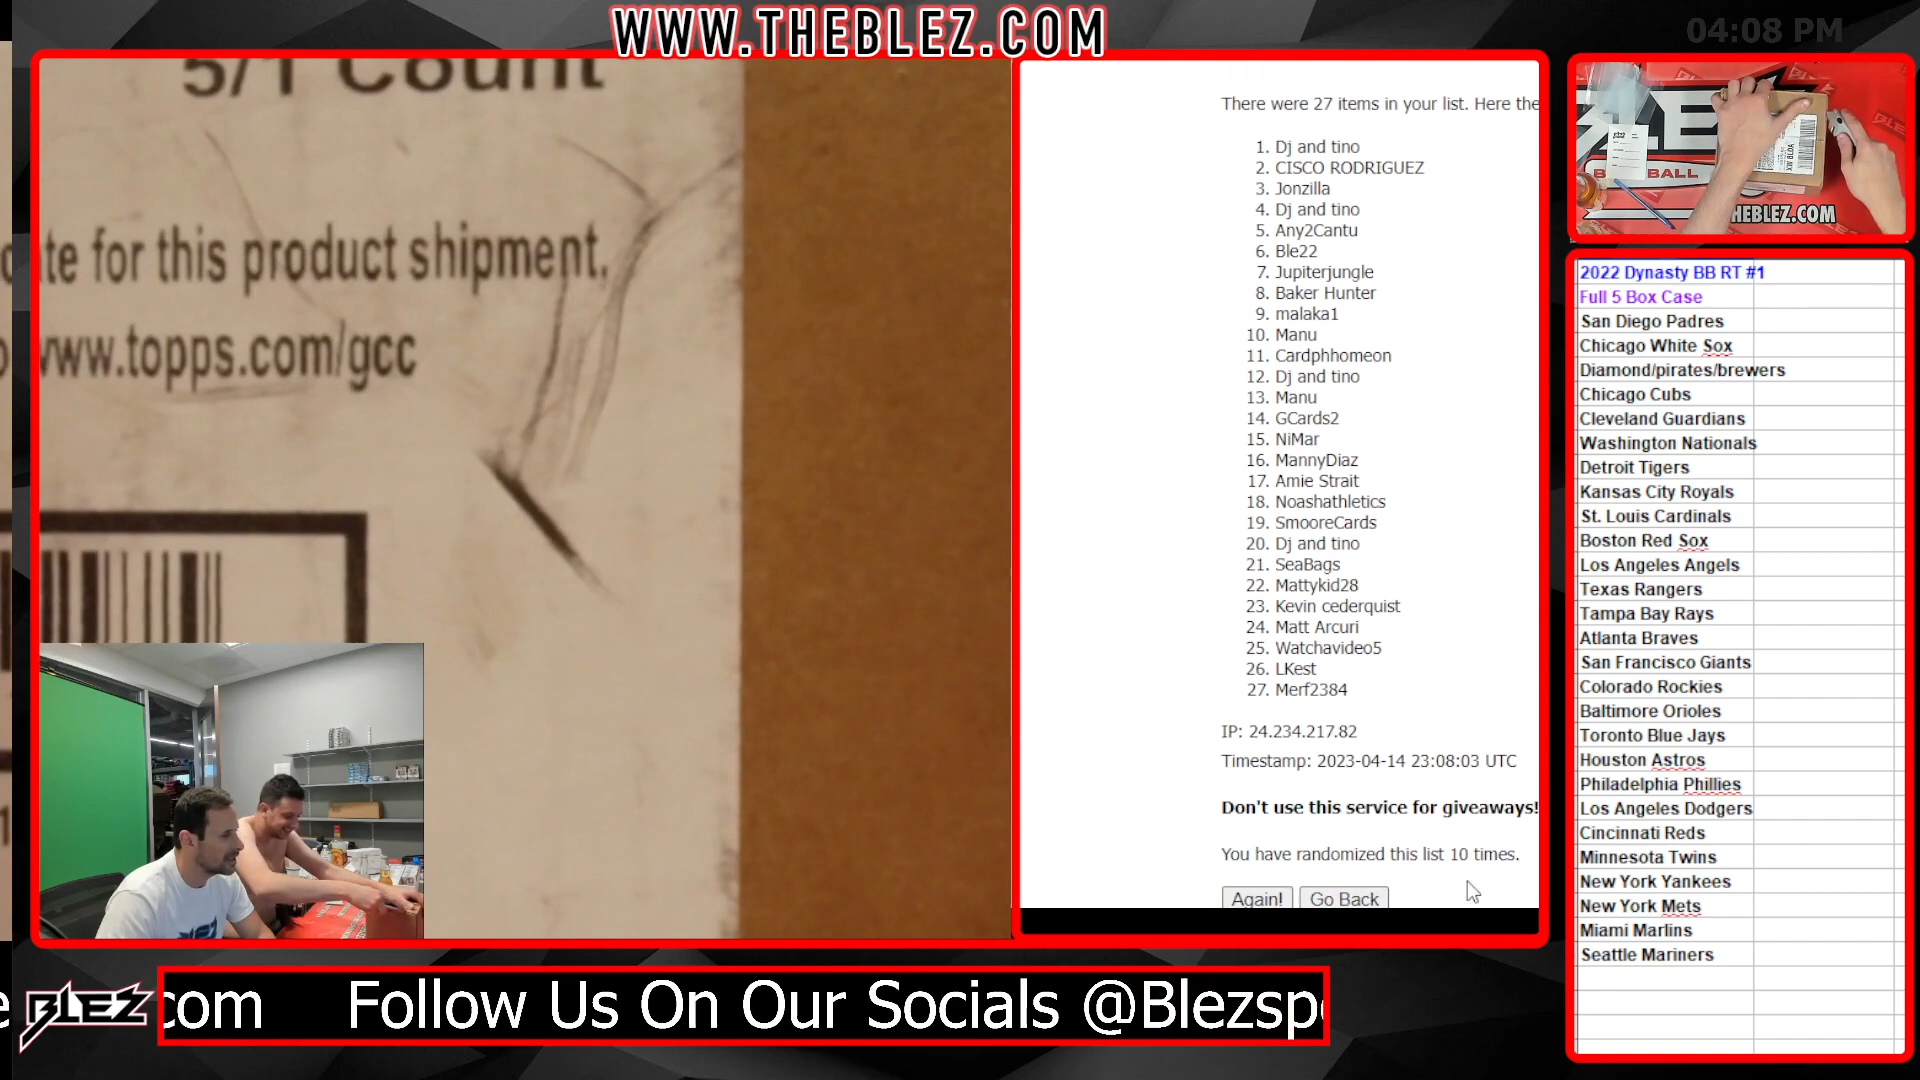 WWW.THEBLEZ.COM
04:08 PM
5/1 Count
for this product shipment.
www.topps.com/gcc
There were 27 items in your list. Here the
1. Dj and tino
2. CISCO RODRIGUEZ
3. Jonzilla
4. Dj and tino
5. Any2Cantu
6. Ble22
7. Jupiterjungle
8. Baker Hunter
9. malaka1
10. Manu
11. Cardphhomeon
12. Dj and tino
13. Manu
14. GCards2
15. NiMar
16. MannyDiaz
17. Amie Strait
18. Noashathletics
19. SmooreCards
20. Dj and tino
21. SeaBags
22. Mattykid28
23. Kevin cederquist
24. Matt Arcuri
25. Watchavideo5
26. LKest
27. Merf2384
IP: 24.234.217.82
Timestamp: 2023-04-14 23:08:03 UTC
Don't use this service for giveaways!
You have randomized this list 10 times.
Again! Go Back
HEBLEZ.COM
2022 Dynasty BB RT #1
Full 5 Box Case
San Diego Padres
Chicago White Sox
Diamond/pirates/brewers
Chicago Cubs
Cleveland Guardians
Washington Nationals
Detroit Tigers
Kansas City Royals
St. Louis Cardinals
Boston Red Sox
Los Angeles Angels
Texas Rangers
Tampa Bay Rays
Atlanta Braves
San Francisco Giants
Colorado Rockies
Baltimore Orioles
Toronto Blue Jays
Houston Astros
Philadelphia Phillies
Los Angeles Dodgers
Cincinnati Reds
Minnesota Twins
New York Yankees
New York Mets
Miami Marlins
Seattle Mariners
BLEZ
com Follow Us On Our Socials @Blezsp